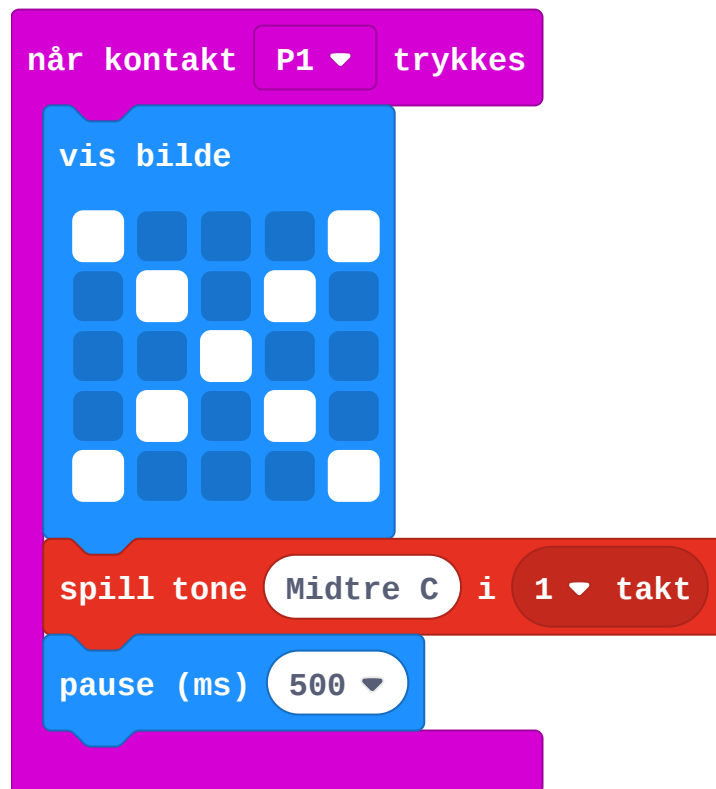 når kontakt P1 trykkes
vis bilde
spill tone Midtre C i 1 takt
pause (ms) 500